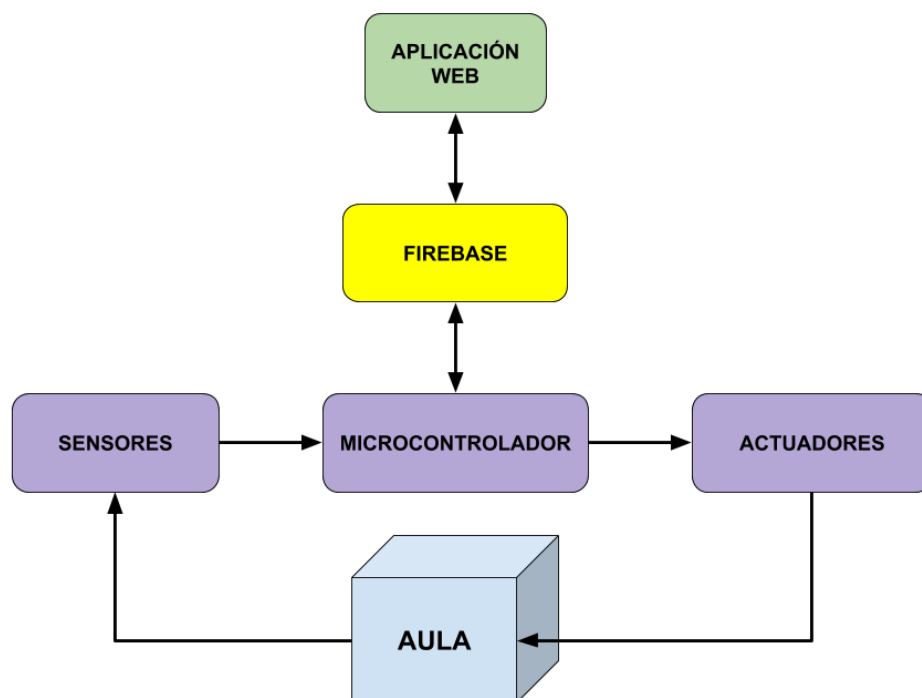 APLICACIÓN
WEB
FIREBASE
SENSORES
MICROCONTROLADOR
ACTUADORES
AULA